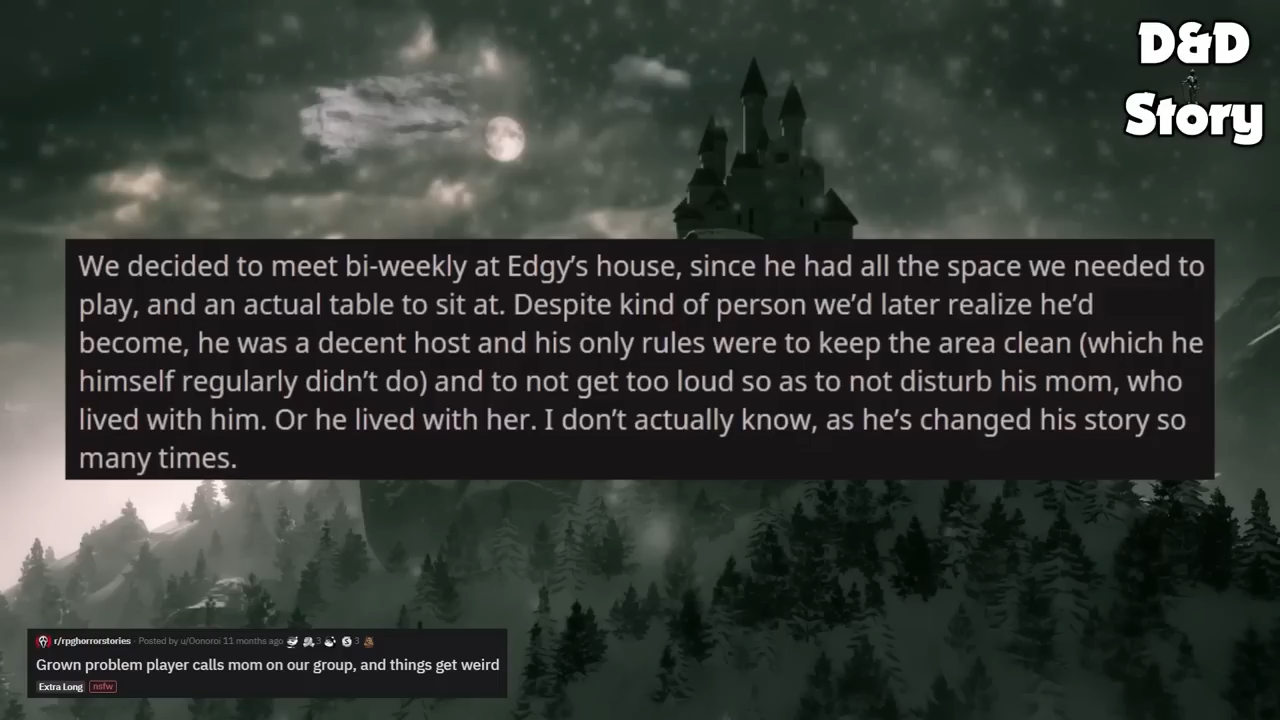 D&D
Story
We decided to meet bi-weekly at Edgy’s house, since he had all the space we needed to
play, and an actual table to sit at. Despite kind of person we’d later realize he’d
become, he was a decent host and his only rules were to keep the area clean (which he
himself regularly didn’t do) and to not get too loud so as to not disturb his mom, who
lived with him. Or he lived with her. I don’t actually know, as he’s changed his story so
many times.
r/rpghorrorstories · Posted by u/Oonoroi 11 months ago 3 3
Grown problem player calls mom on our group, and things get weird
Extra Long nsfw